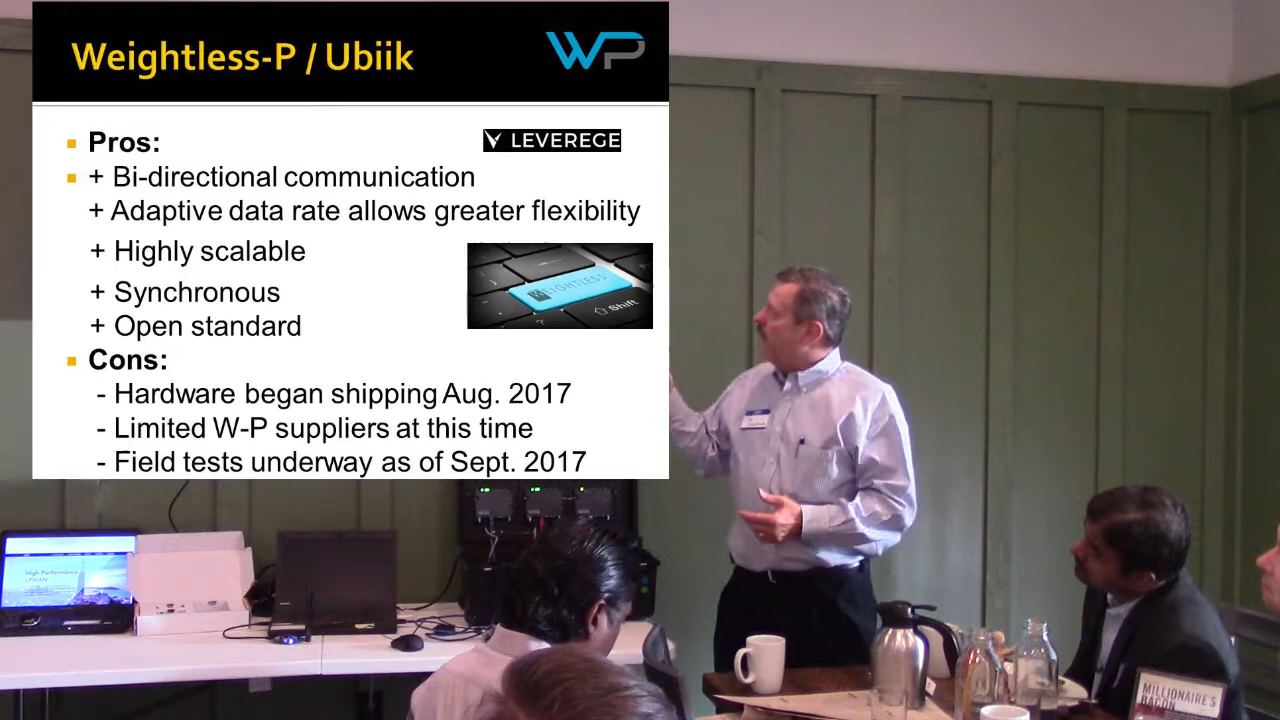 Weightless-P / Ubiik
WP
Pros:
LEVEREGE
+ Bi-directional communication
+ Adaptive data rate allows greater flexibility
+ Highly scalable
WEIGHTLESS
Shift
+ Synchronous
+ Open standard
Cons:
- Hardware began shipping Aug. 2017
- Limited W-P suppliers at this time
- Field tests underway as of Sept. 2017
High Performance
LPWAN
MILLIONAIRE'S
BACON